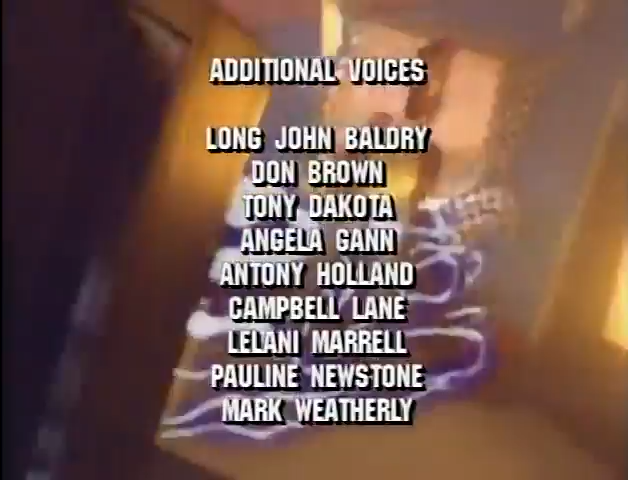 ADDITIONAL VOICES
LONG JOHN BALDRY
DON BROWN
TONY DAKOTA
ANGELA GANN
ANTONY HOLLAND
CAMPBELL LANE
LELANI MARRELL
PAULINE NEWSTONE
MARK WEATHERLY